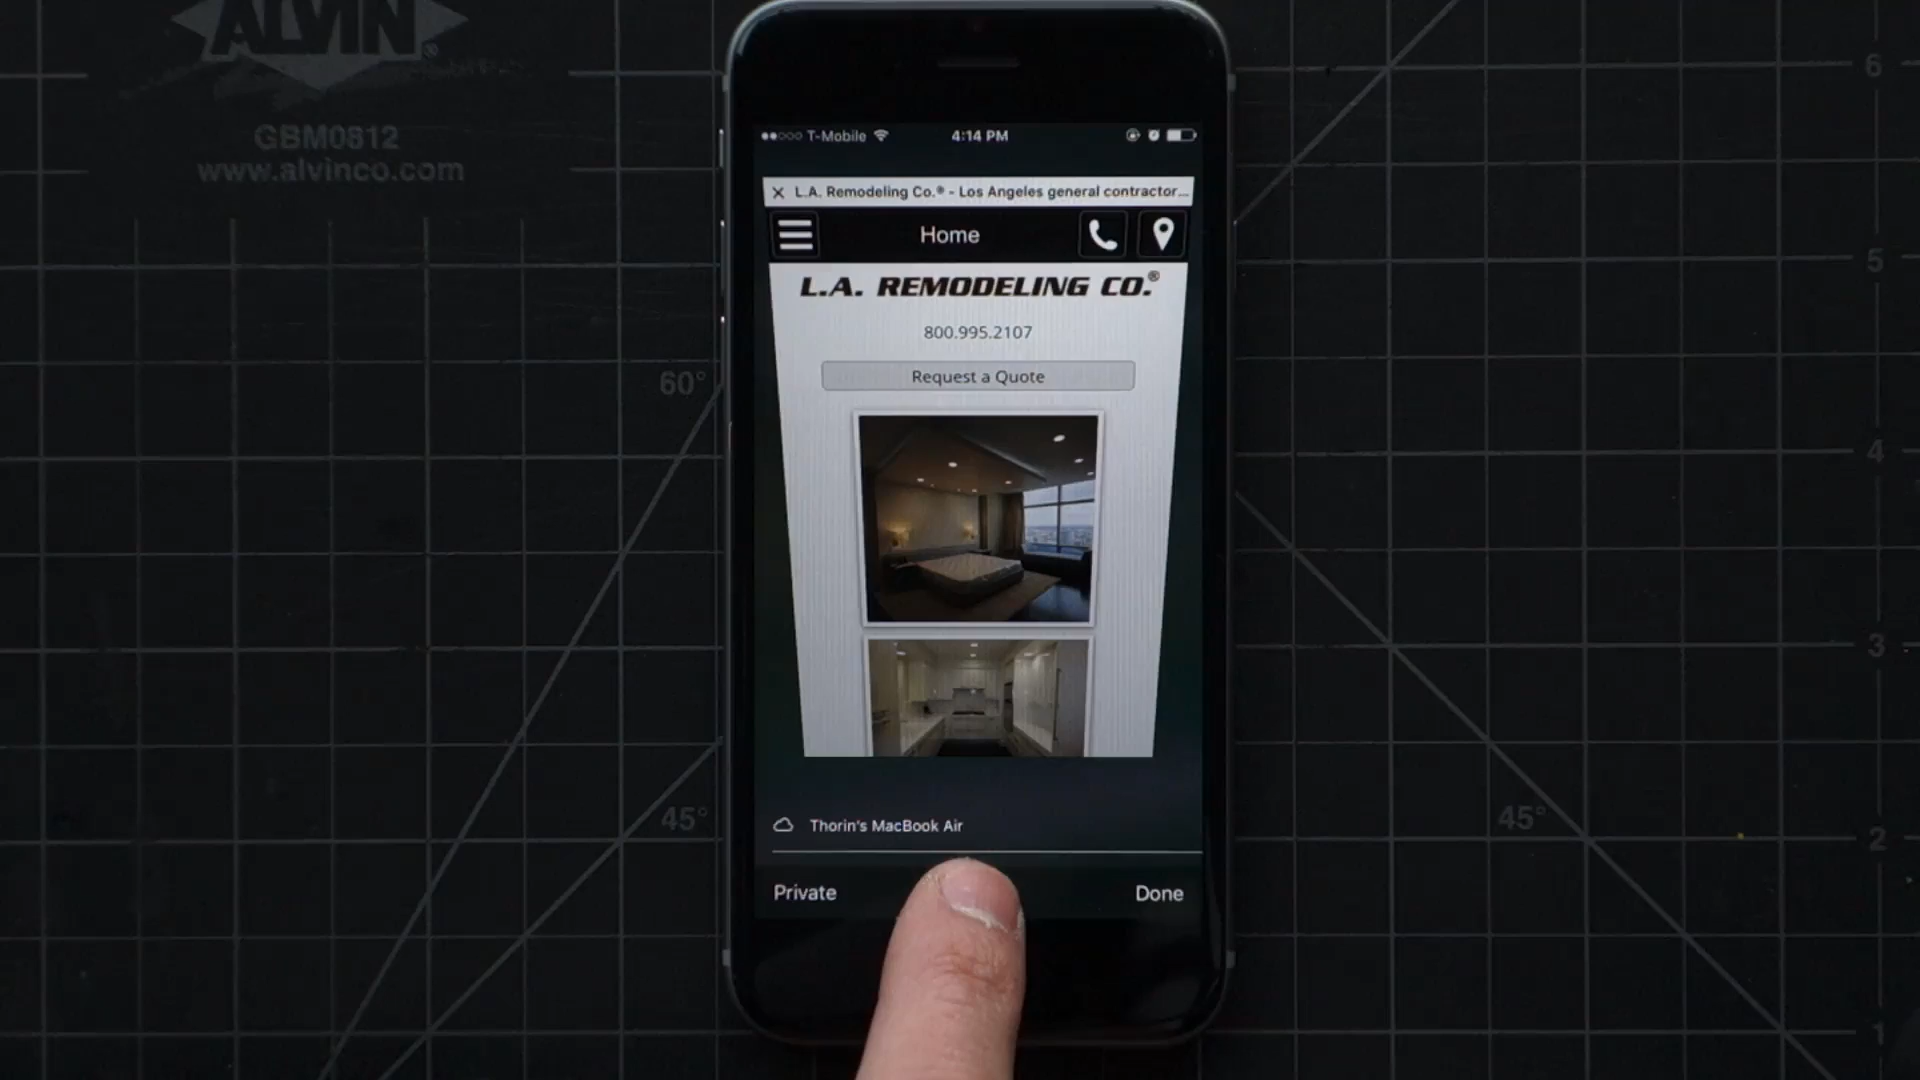 ALVIN®
GBM0812
www.alvinco.com
T-Mobile 4:14 PM
L.A. Remodeling Co.® - Los Angeles general contractor...
Home
L.A. REMODELING CO.®
800.995.2107
Request a Quote
Thorin's MacBook Air
Private Done
60°
45°
45°
6
5
4
3
2
1